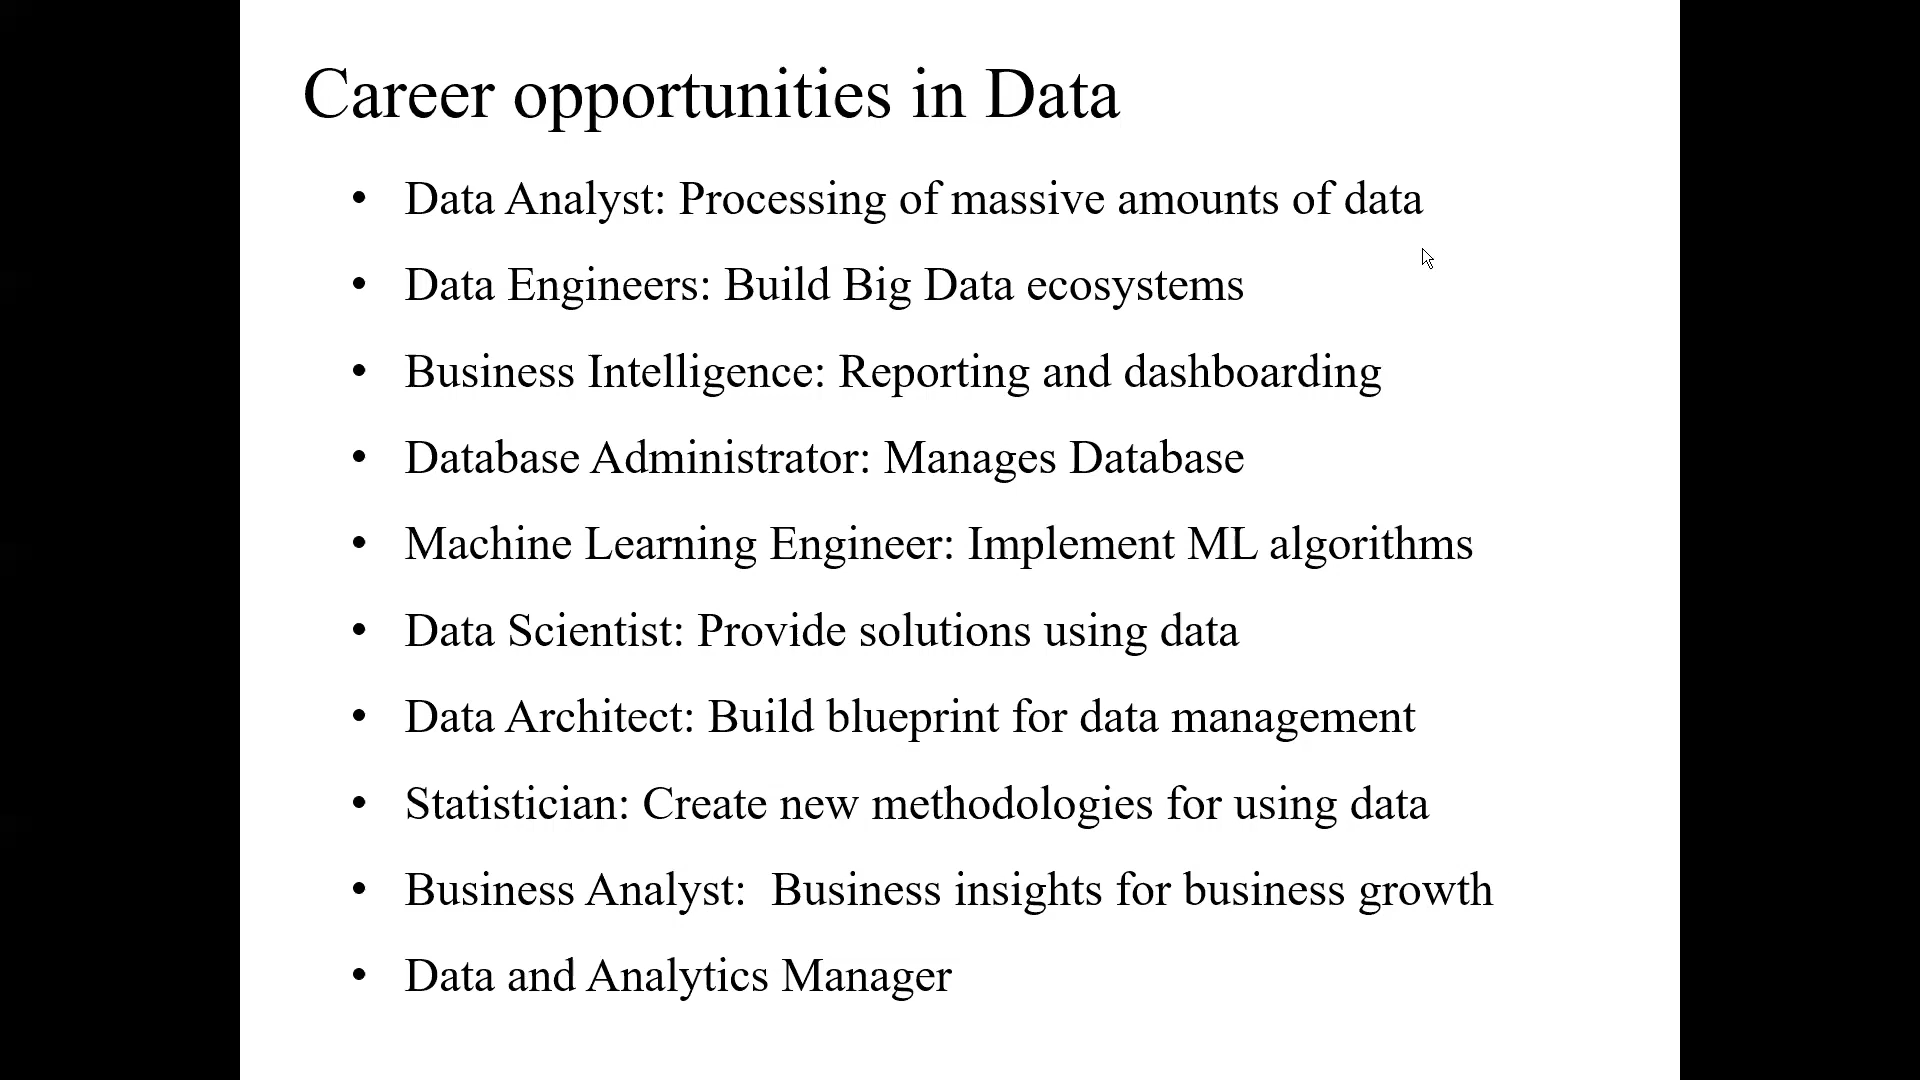 Career opportunities in Data
• Data Analyst: Processing of massive amounts of data
• Data Engineers: Build Big Data ecosystems
• Business Intelligence: Reporting and dashboarding
• Database Administrator: Manages Database
• Machine Learning Engineer: Implement ML algorithms
• Data Scientist: Provide solutions using data
• Data Architect: Build blueprint for data management
• Statistician: Create new methodologies for using data
• Business Analyst:  Business insights for business growth
• Data and Analytics Manager